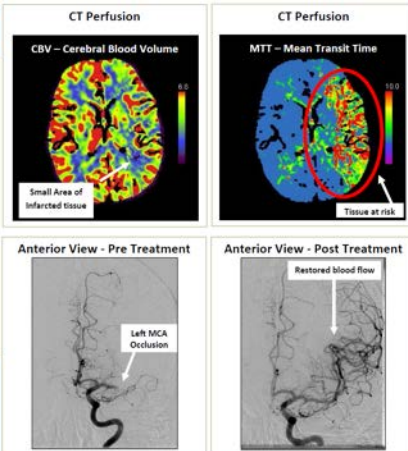 CT Perfusion
CBV – Cerebral Blood Volume
6.0
Small Area of
Infarcted tissue
CT Perfusion
MTT – Mean Transit Time
10.0
Tissue at risk
Anterior View - Pre Treatment
Left MCA
Occlusion
Anterior View - Post Treatment
Restored blood flow